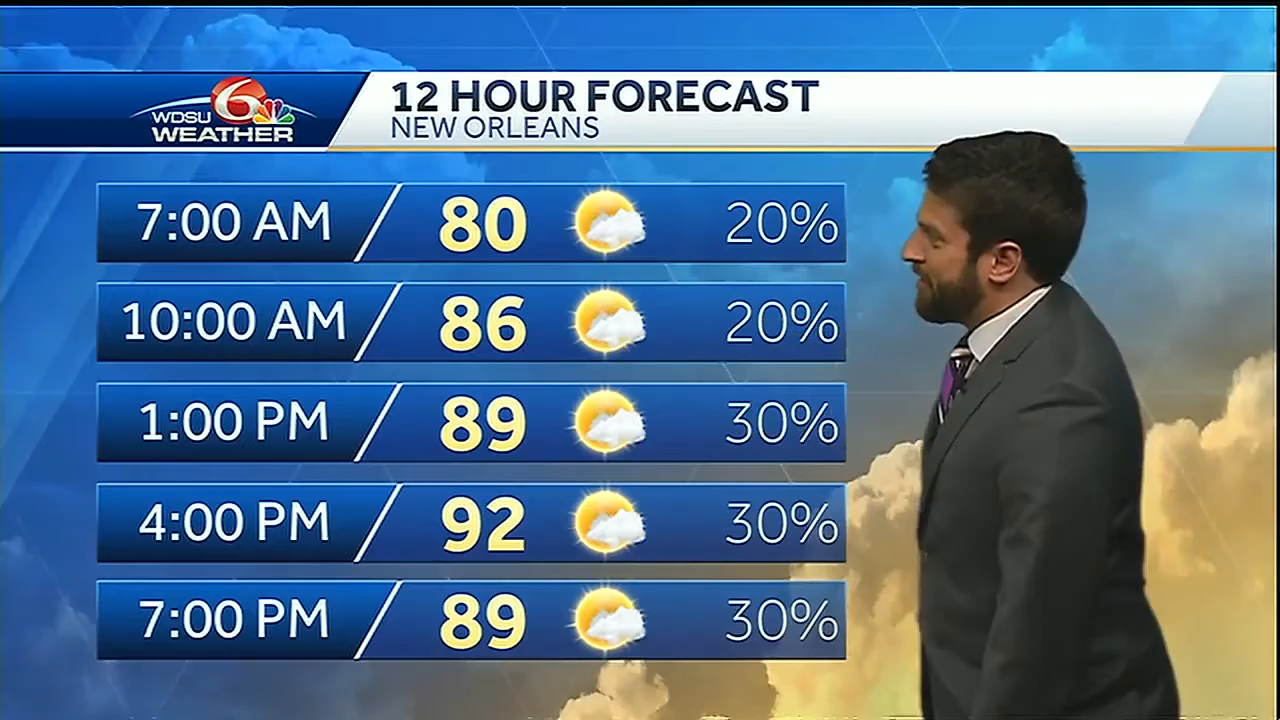 6
WDSU
WEATHER
12 HOUR FORECAST
NEW ORLEANS
7:00 AM 80 20%
10:00 AM 86 20%
1:00 PM 89 30%
4:00 PM 92 30%
7:00 PM 89 30%